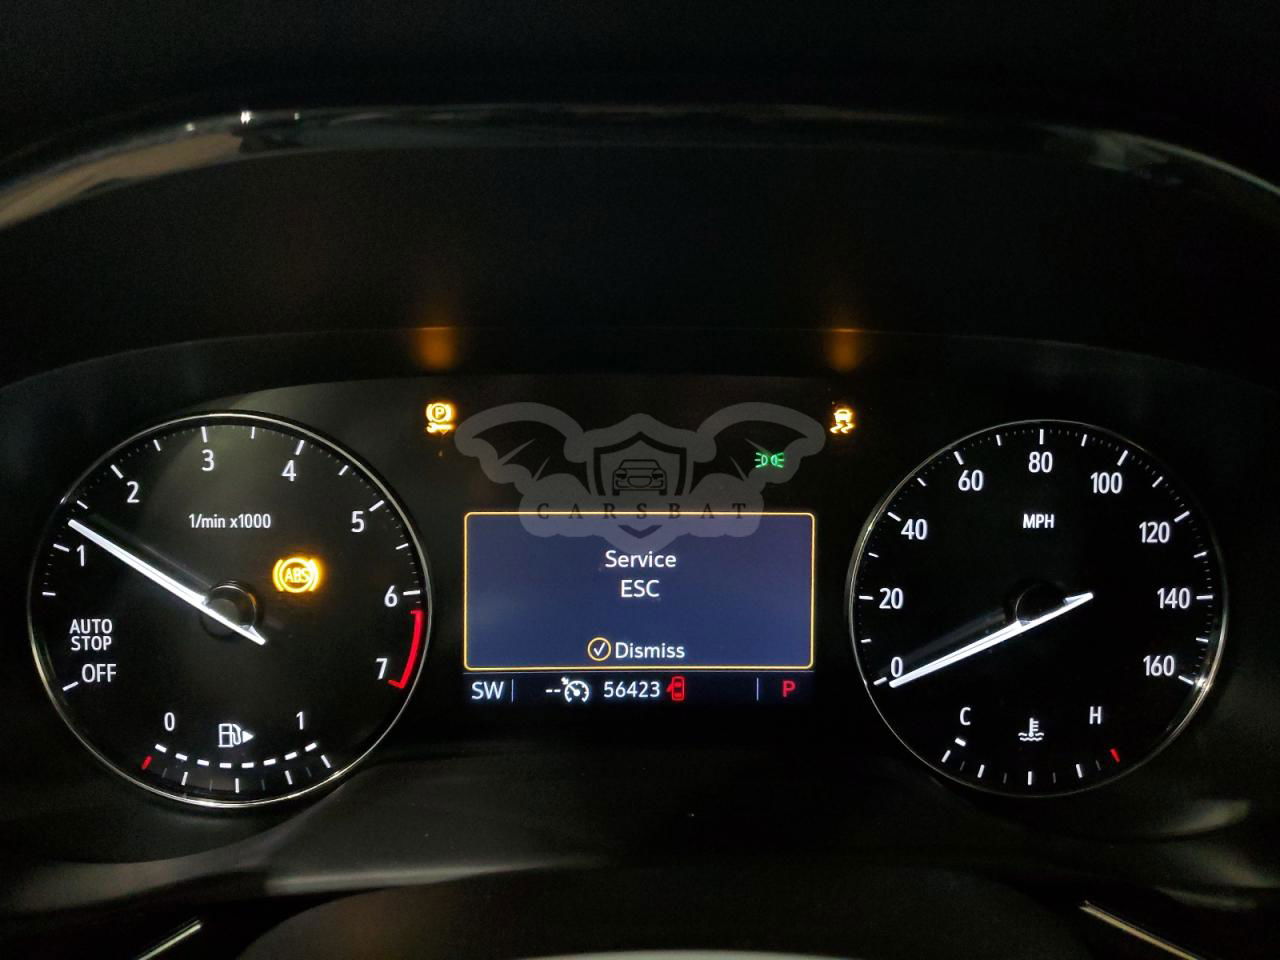 3
4
2
5
1/min x1000
1
ABS
6
AUTO
STOP
OFF
7
0
1
P
CARSBAT
Service
ESC
Dismiss
SW
--
56423
P
80
60
100
MPH
40
120
20
140
0
160
C
H